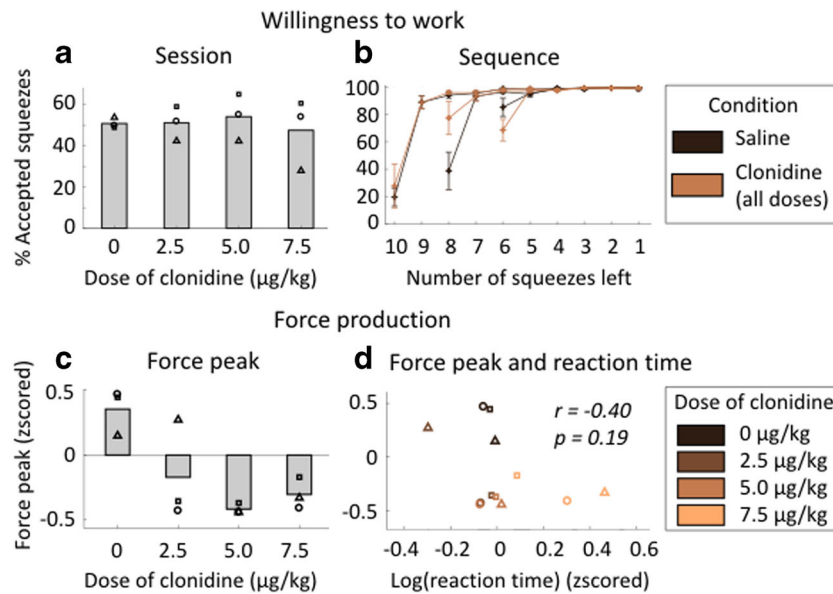 Willingness to work
a Session
b Sequence
% Accepted squeezes
60
40
20
0
0 2.5 5.0 7.5
Dose of clonidine (µg/kg)
100
80
60
40
20
0
10 9 8 7 6 5 4 3 2 1
Number of squeezes left
Condition
Saline
Clonidine
(all doses)
Force production
c Force peak
d Force peak and reaction time
Force peak (zscored)
0.5
0
-0.5
0 2.5 5.0 7.5
Dose of clonidine (µg/kg)
0.5
0
-0.5
r = -0.40
p = 0.19
-0.4 -0.2 0 0.2 0.4 0.6
Log(reaction time) (zscored)
Dose of clonidine
0 µg/kg
2.5 µg/kg
5.0 µg/kg
7.5 µg/kg